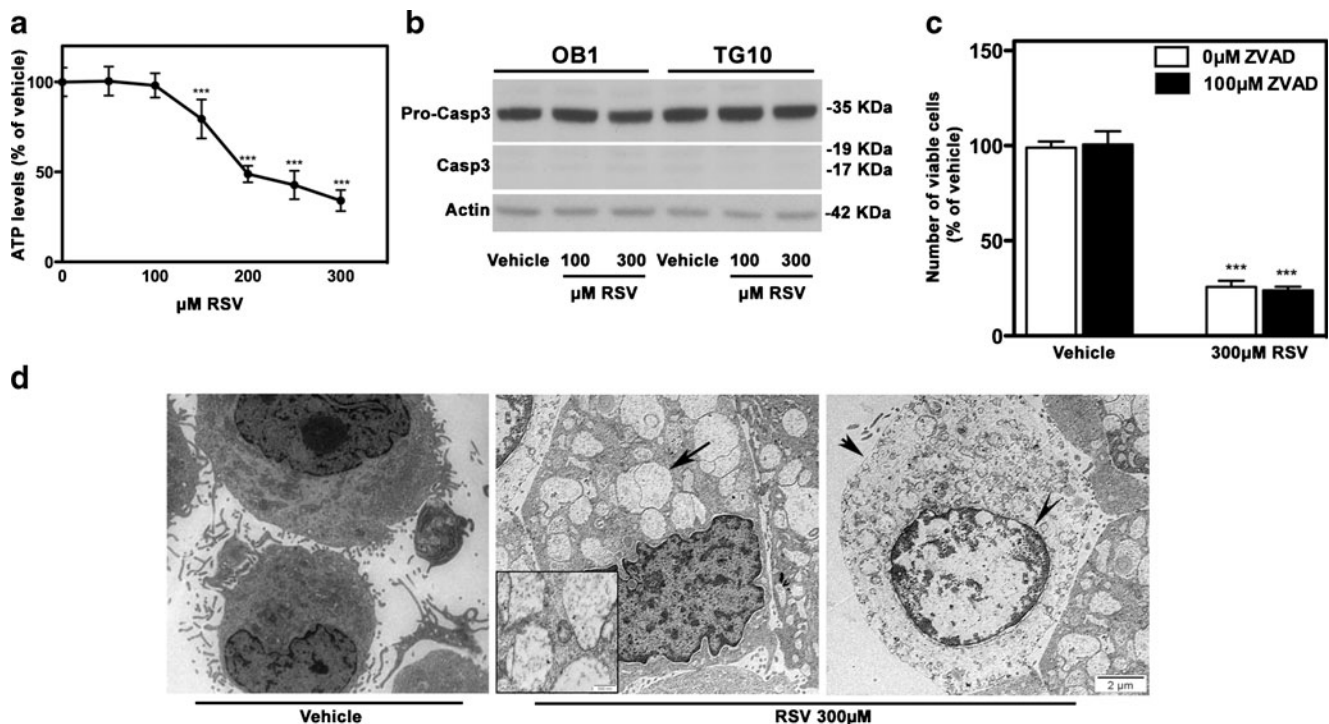 a
ATP levels (% of vehicle)
100
50
0
***
***
***
***
0 100 200 300
µM RSV
b
OB1 TG10
Pro-Casp3
-35 KDa
Casp3
-19 KDa
-17 KDa
Actin
-42 KDa
Vehicle 100 300 Vehicle 100 300
µM RSV µM RSV
c
Number of viable cells
(% of vehicle)
150
100
50
0
0µM ZVAD
100µM ZVAD
*** ***
Vehicle 300µM RSV
d
2 µm
Vehicle RSV 300µM